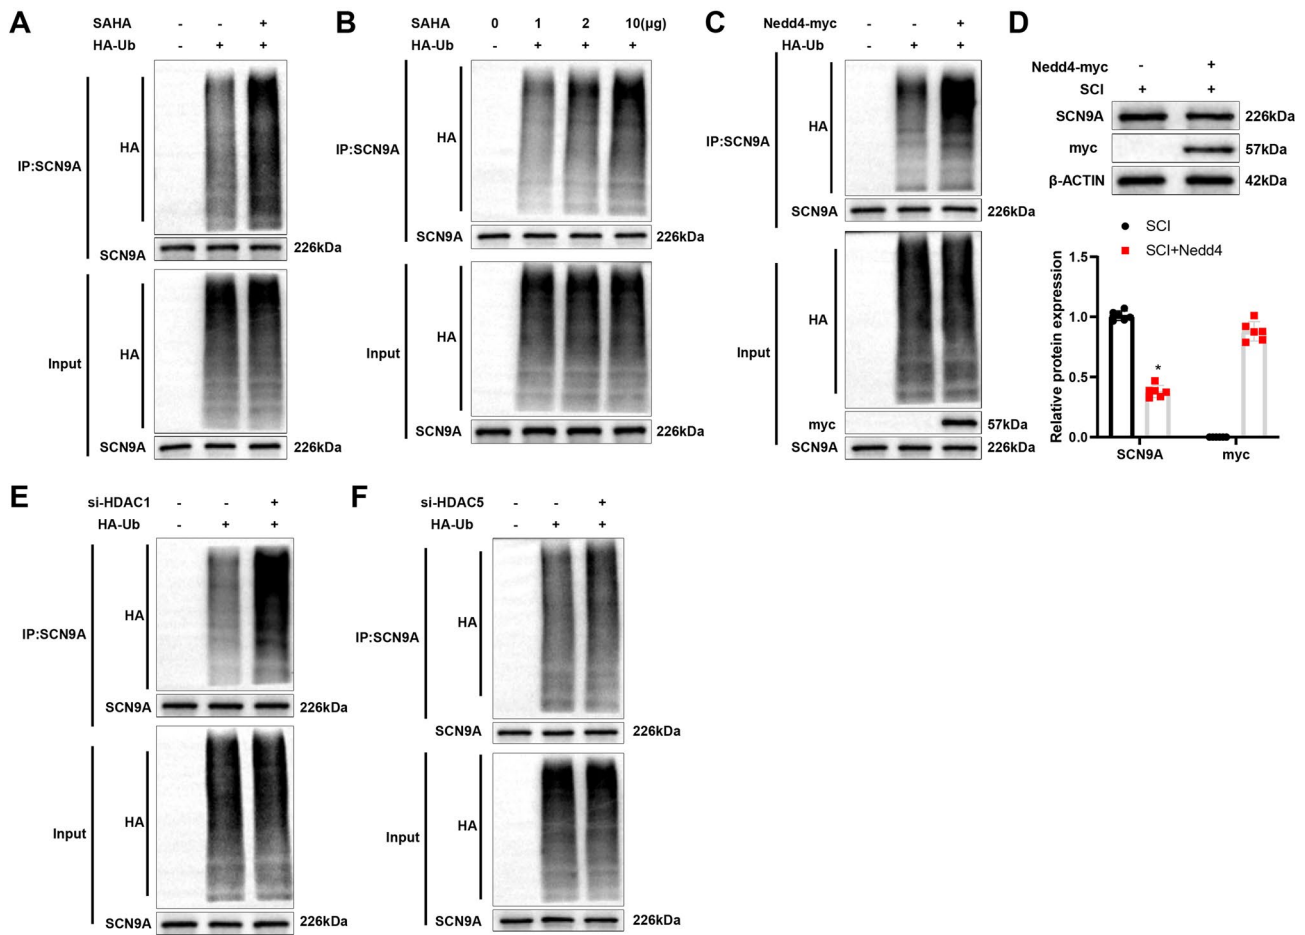 A
SAHA +
HA-Ub - + +
IP:SCN9A
HA
SCN9A 226kDa
Input
HA
SCN9A 226kDa
B
SAHA 0 1 2 10(μg)
HA-Ub - + + +
IP:SCN9A
HA
SCN9A 226kDa
Input
HA
SCN9A 226kDa
C
Nedd4-myc +
HA-Ub - + +
IP:SCN9A
HA
SCN9A 226kDa
Input
HA
myc 57kDa
SCN9A 226kDa
D
Nedd4-myc - +
SCI + +
SCN9A 226kDa
myc 57kDa
β-ACTIN 42kDa
SCI
SCI+Nedd4
Relative protein expression
1.5
1.0
0.5
0.0
*
SCN9A myc
E
si-HDAC1 - - +
HA-Ub - + +
IP:SCN9A
HA
SCN9A 226kDa
Input
HA
SCN9A 226kDa
F
si-HDAC5 - - +
HA-Ub - + +
IP:SCN9A
HA
SCN9A 226kDa
Input
HA
SCN9A 226kDa